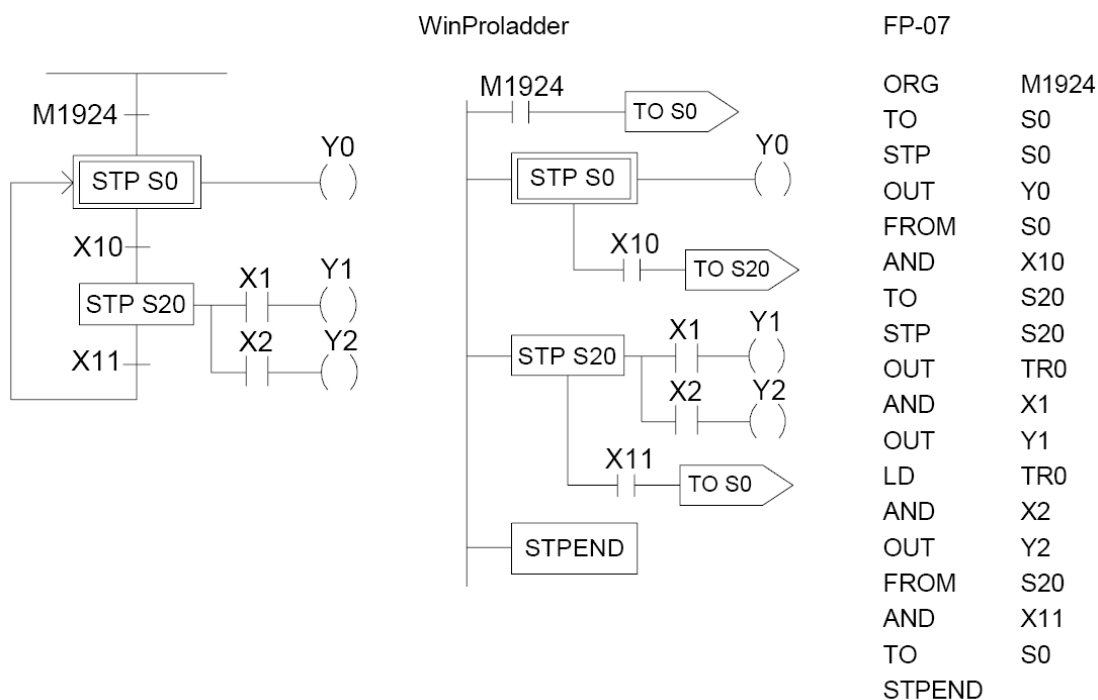 WinProladder
FP-07
M1924
STP S0
Y0
X10
STP S20
X1
Y1
X2
Y2
X11
M1924
TO S0
STP S0
Y0
X10
TO S20
STP S20
X1
Y1
X2
Y2
X11
TO S0
STPEND
ORG M1924
TO S0
STP S0
OUT Y0
FROM S0
AND X10
TO S20
STP S20
OUT TR0
AND X1
OUT Y1
LD TR0
AND X2
OUT Y2
FROM S20
AND X11
TO S0
STPEND